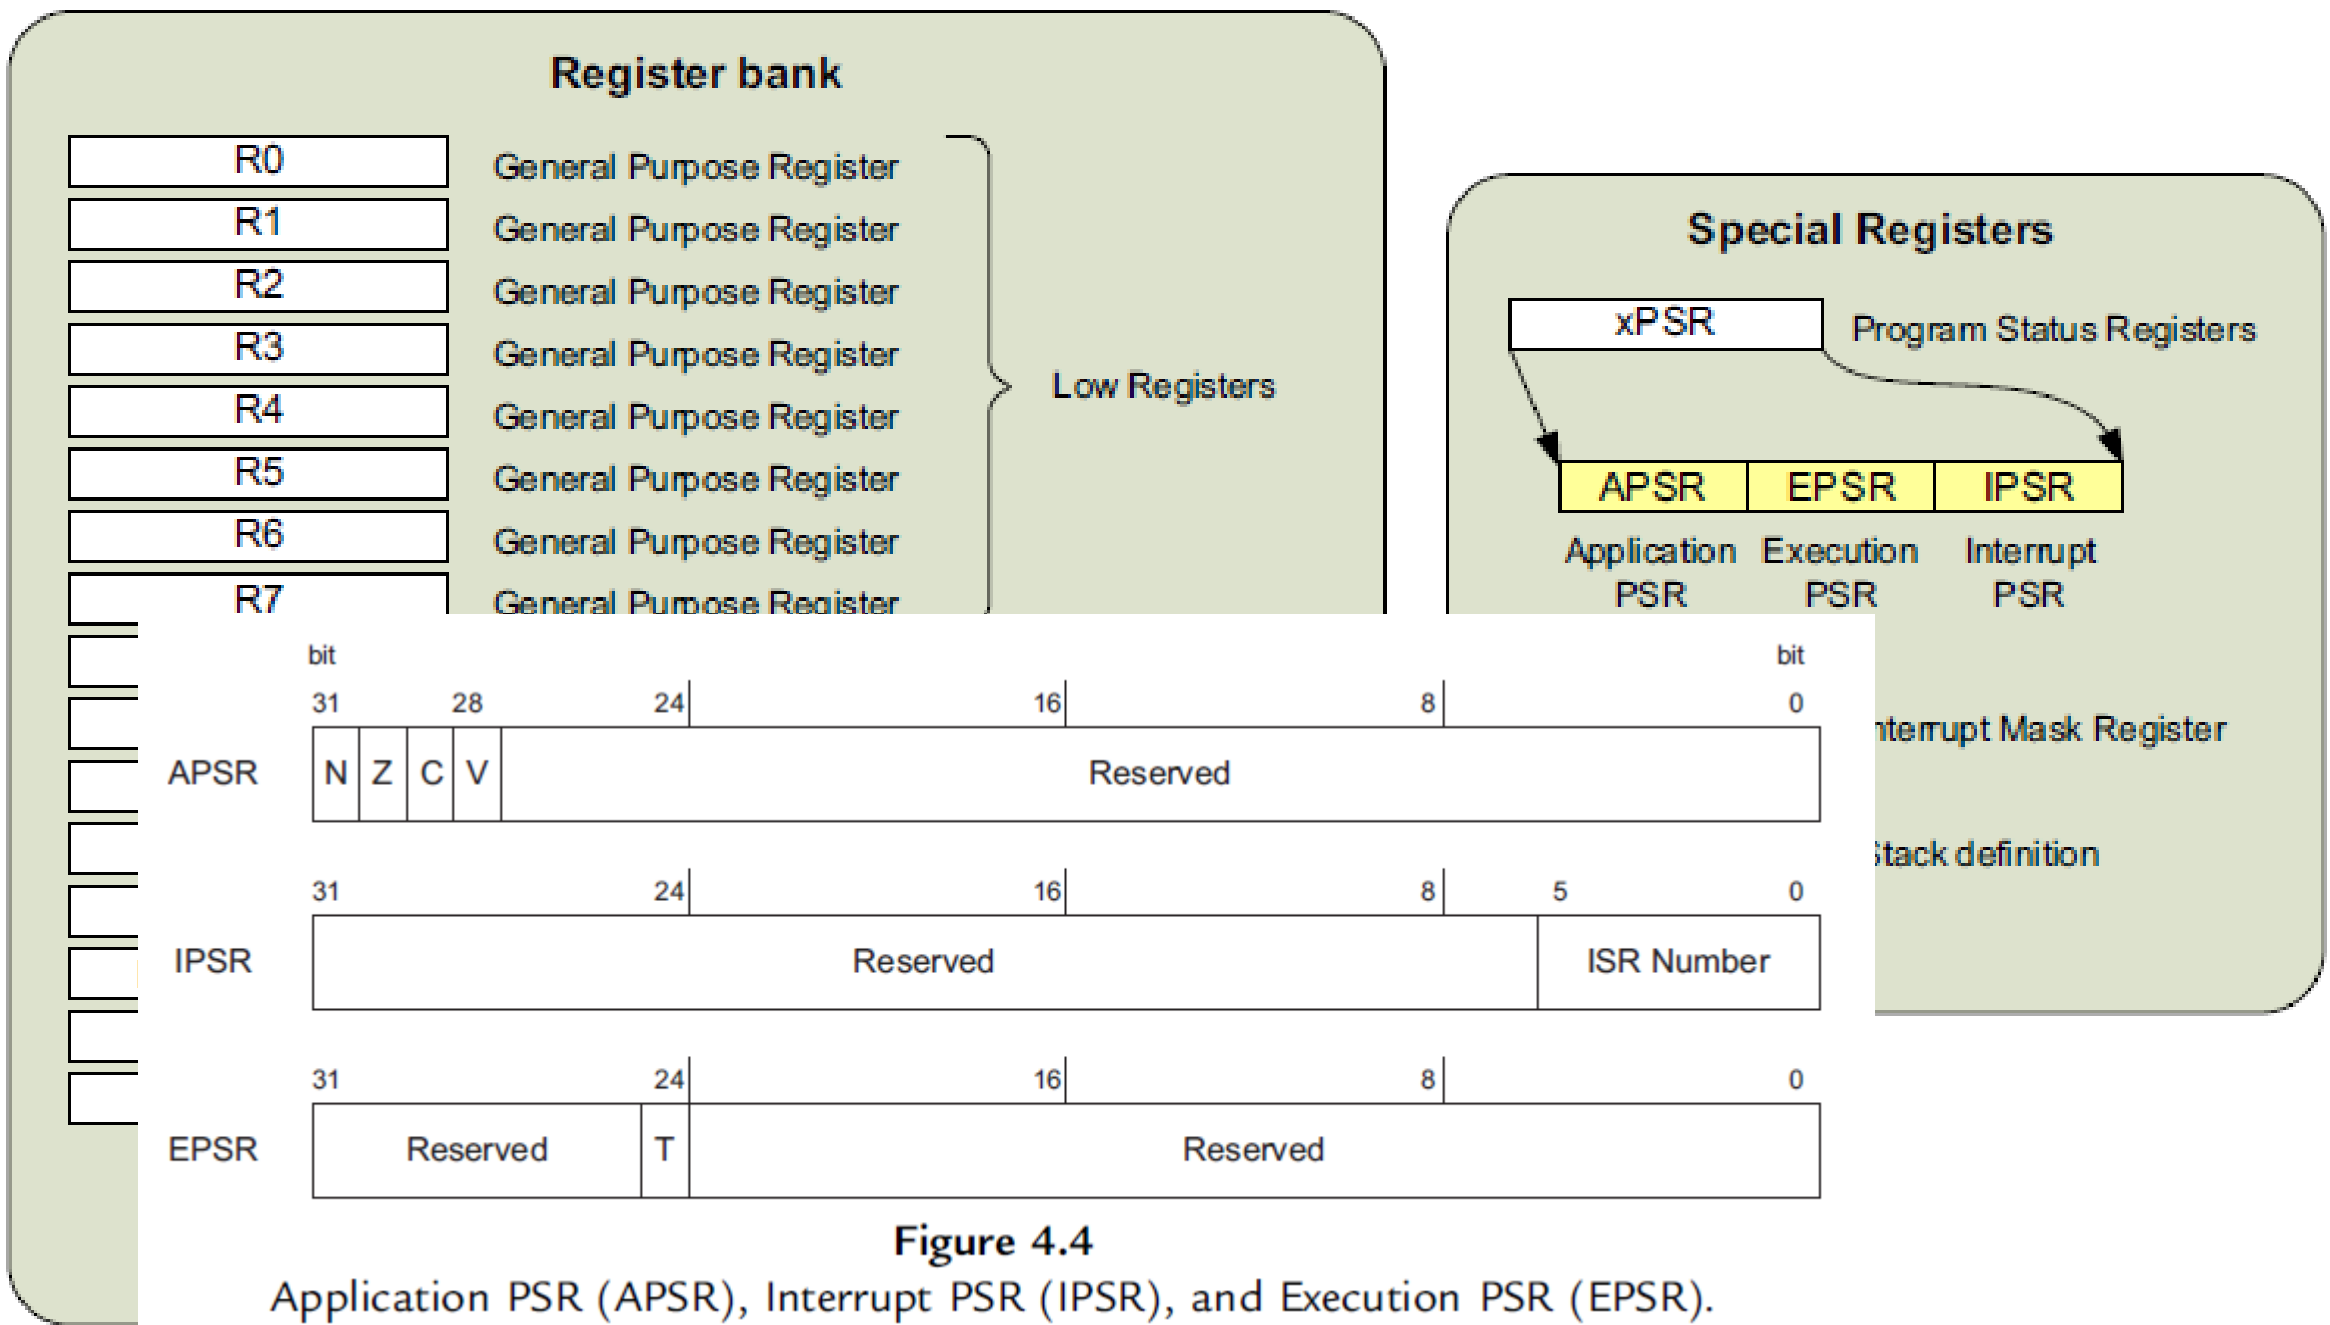 Register bank
R0 General Purpose Register
R1 General Purpose Register
R2 General Purpose Register
R3 General Purpose Register
Low Registers
R4 General Purpose Register
R5 General Purpose Register
R6 General Purpose Register
R7 General Purpose Register
Special Registers
xPSR Program Status Registers
APSR EPSR IPSR
Application Execution Interrupt
PSR PSR PSR
nterrupt Mask Register
Stack definition
bit bit
31 28 24 16 8 0
APSR N Z C V Reserved
31 24 16 8 5 0
IPSR Reserved ISR Number
31 24 16 8 0
EPSR Reserved T Reserved
Figure 4.4
Application PSR (APSR), Interrupt PSR (IPSR), and Execution PSR (EPSR).